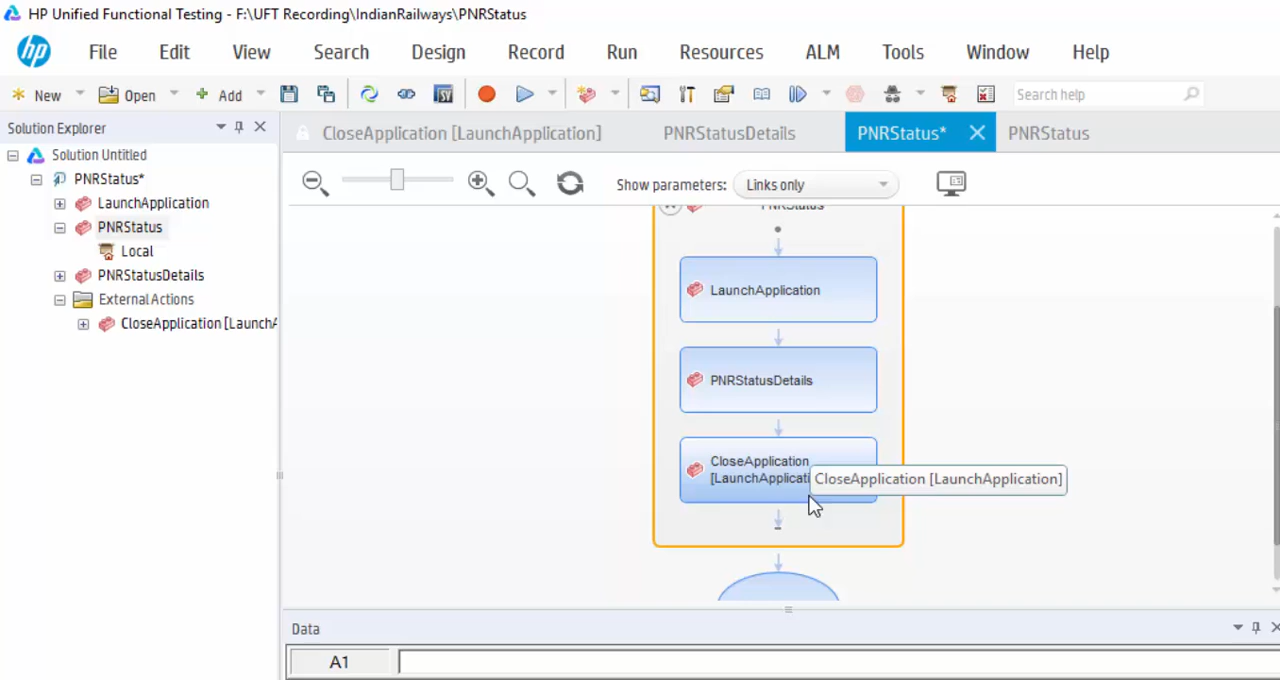 HP Unified Functional Testing - F:\UFT Recording\IndianRailways\PNRStatus
hp File Edit View Search Design Record Run Resources ALM Tools Window Help
New Open Add Search help
Solution Explorer
CloseApplication [LaunchApplication] PNRStatusDetails PNRStatus* PNRStatus
Solution Untitled
PNRStatus*
LaunchApplication
PNRStatus
Local
PNRStatusDetails
External Actions
CloseApplication [LaunchA
Show parameters: Links only
PNRStatus
LaunchApplication
PNRStatusDetails
CloseApplication
[LaunchApplicati
CloseApplication [LaunchApplication]
Data
A1